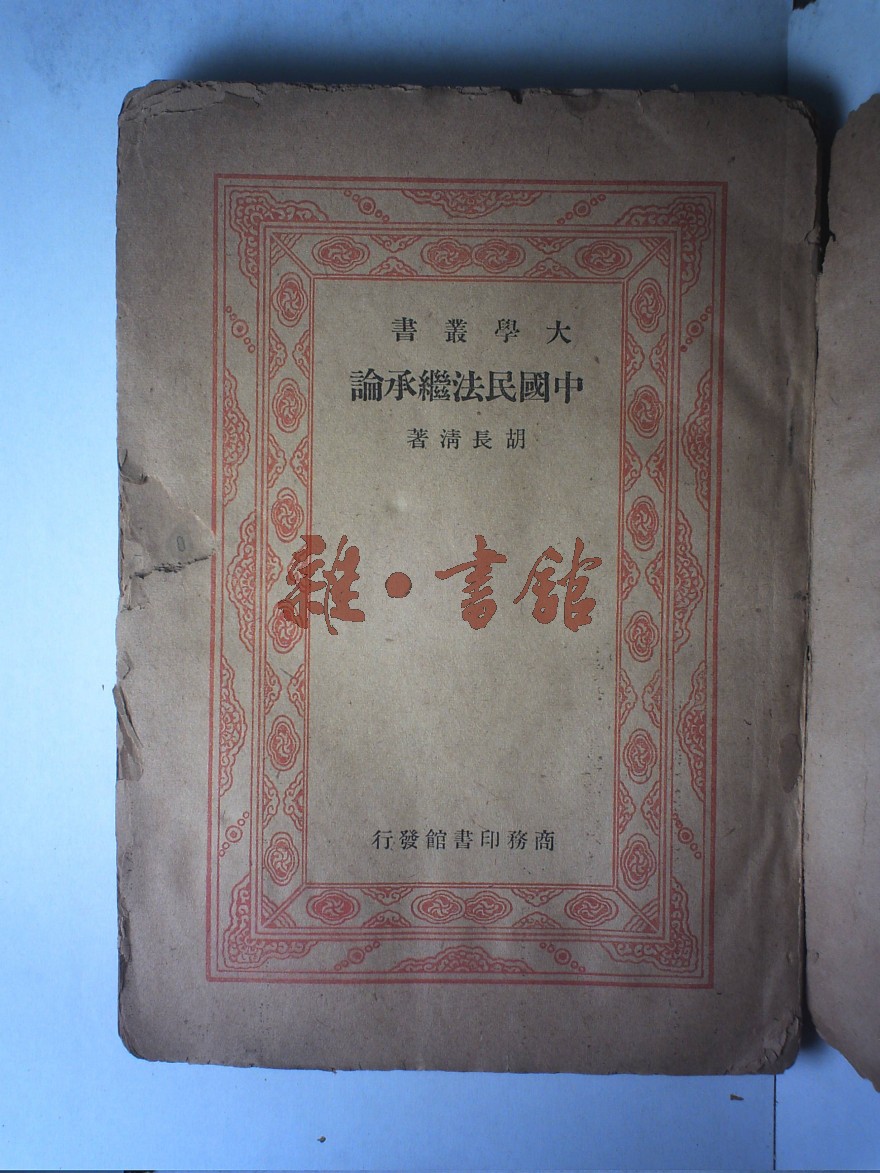 大學叢書
中國民法繼承論
胡長清著
雜·書館
商務印書館發行